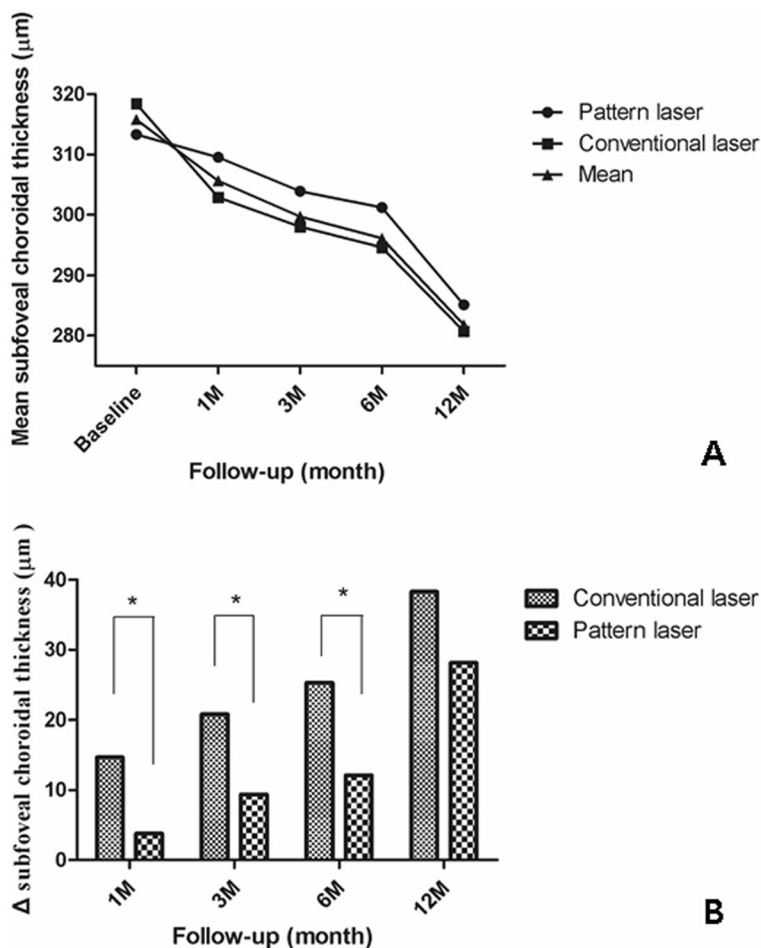 Mean subfoveal choroidal thickness (μm)
320
310
300
290
280
Baseline
1M
3M
6M
12M
Follow-up (month)
Pattern laser
Conventional laser
Mean
A
Δ subfoveal choroidal thickness (μm )
40
30
20
10
0
*
*
*
1M
3M
6M
12M
Follow-up (month)
Conventional laser
Pattern laser
B